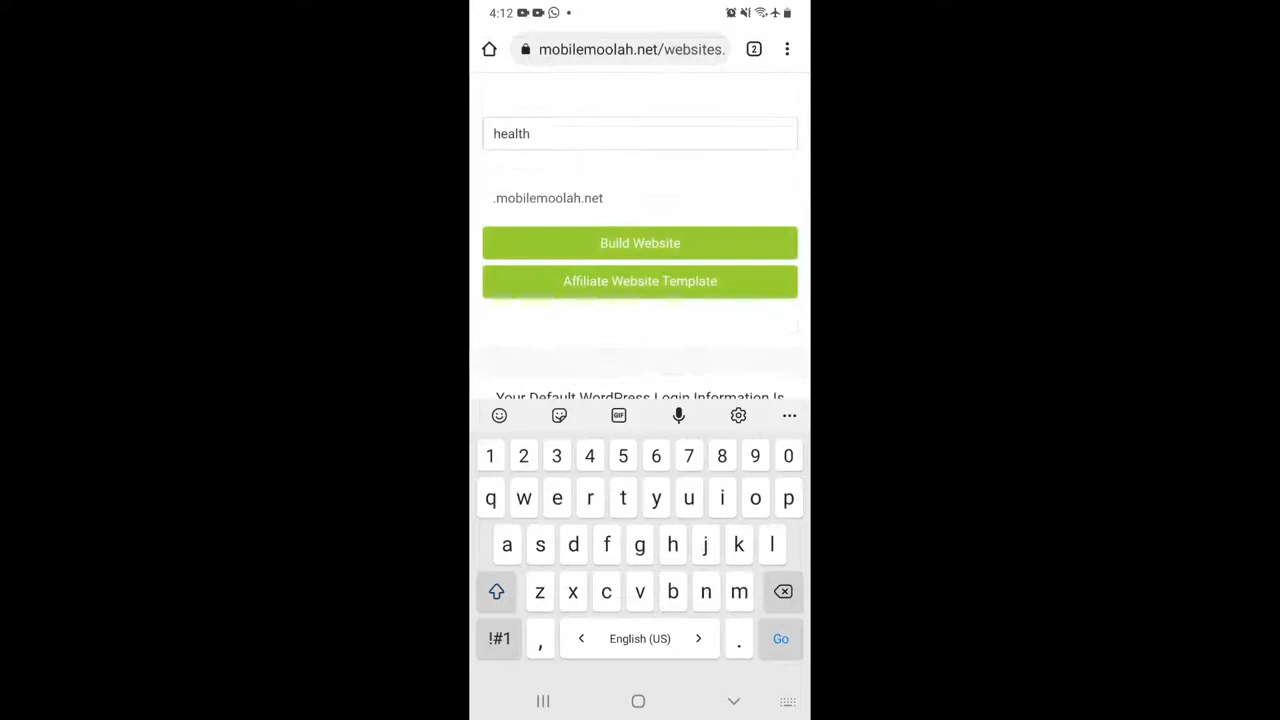 4:12
mobilemoolah.net/websites.
2
health
.mobilemoolah.net
Build Website
Affiliate Website Template
Your Default WordPress Login Information Is
GIF
1 2 3 4 5 6 7 8 9 0
q w e r t y u i o p
a s d f g h j k l
z x c v b n m
!#1 , < English (US) > . Go